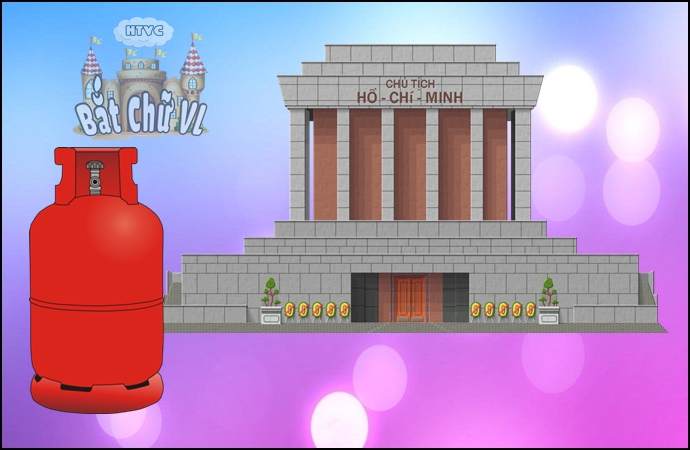 HTVC
Bắt Chữ VL
CHỦ TỊCH
HỒ - CHÍ - MINH